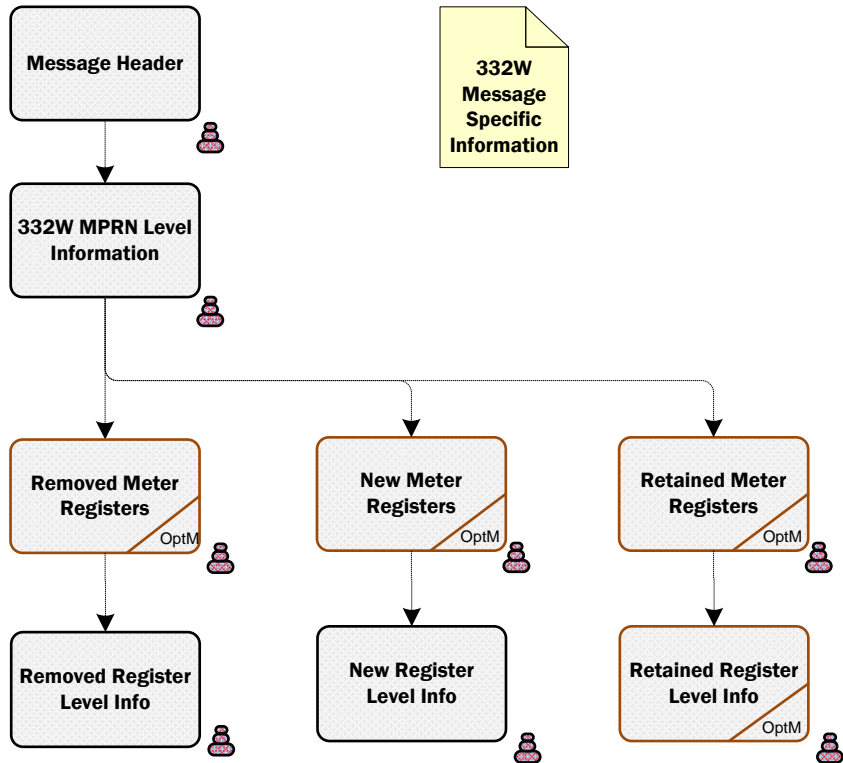 Message Header
332W
Message
Specific
Information
332W MPRN Level
Information
Removed Meter
Registers
OptM
New Meter
Registers
OptM
Retained Meter
Registers
OptM
Removed Register
Level Info
New Register
Level Info
Retained Register
Level Info
OptM